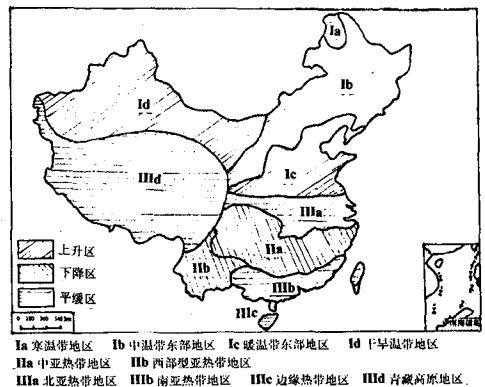 Ia
Ib
Id
Ic
IIId
IIIa
IIa
IIb
IIIb
IIIc
上升区
下降区
平缓区
Ia 寒温带地区 Ib 中温带东部地区 Ic 暖温带东部地区 Id 干旱温带地区
IIa 中亚热带地区 IIb 西部型亚热带地区
IIIa 北亚热带地区 IIIb 南亚热带地区 IIIc 边缘热带地区 IIId 青藏高原地区